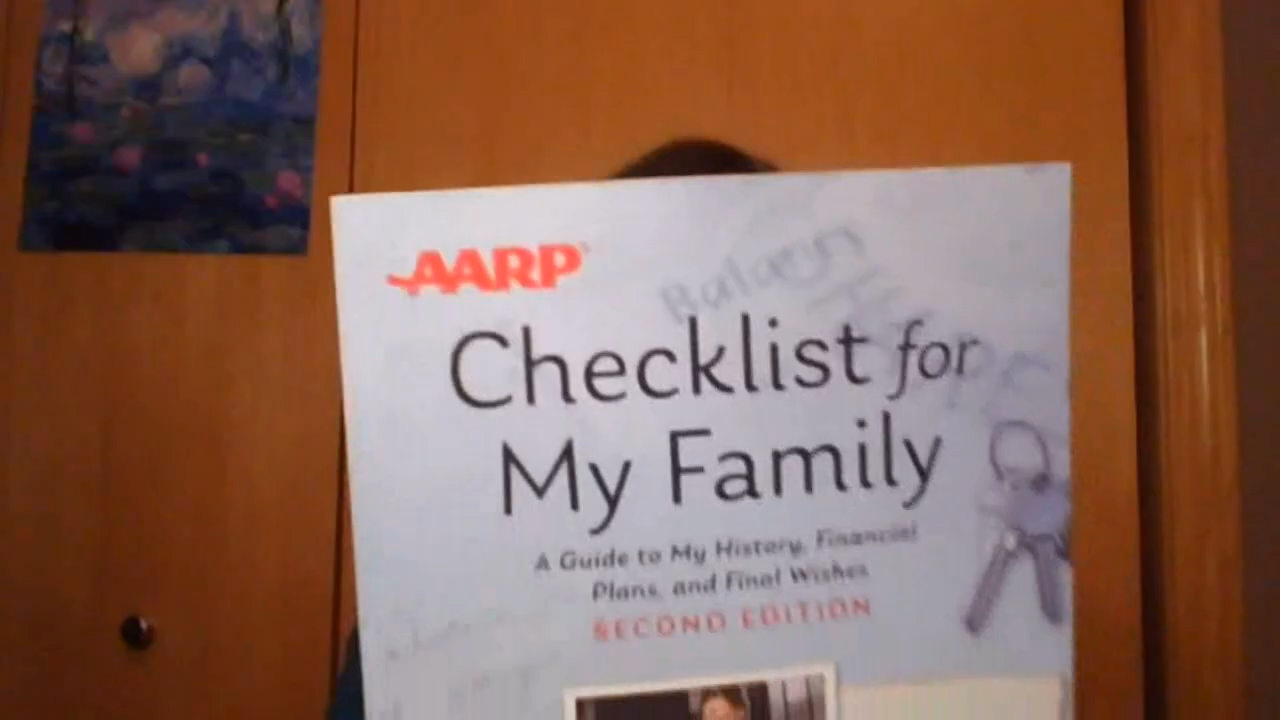 AARP
Checklist for
My Family
A Guide to My History, Financial
Plans, and Final Wishes
SECOND EDITION